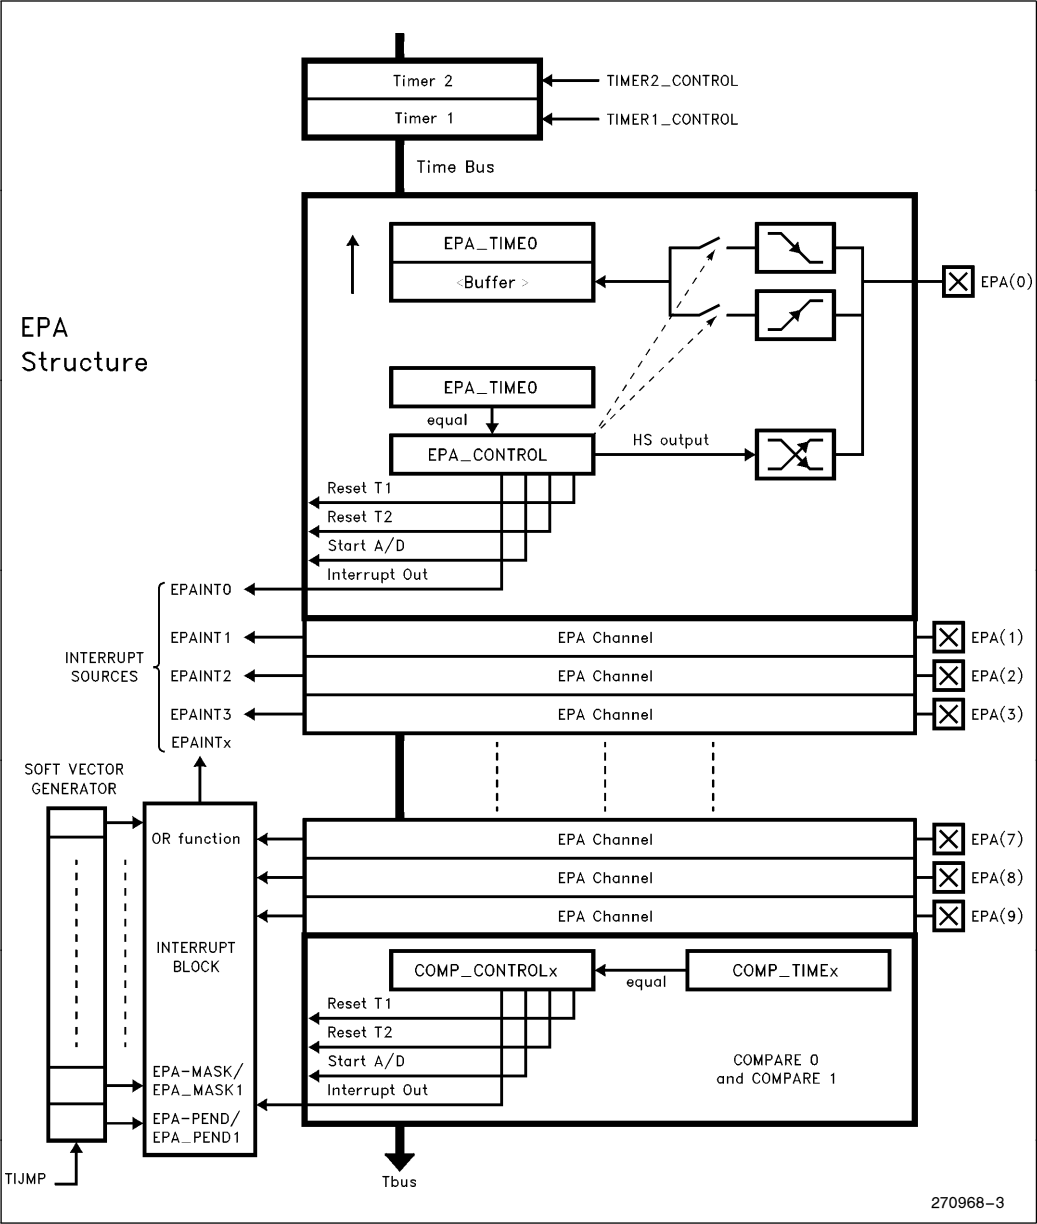 Timer 2
TIMER2_CONTROL
Timer 1
TIMER1_CONTROL
Time Bus
EPA_TIME0
<Buffer>
EPA(0)
EPA
Structure
EPA_TIME0
equal
EPA_CONTROL
HS output
Reset T1
Reset T2
Start A/D
Interrupt Out
EPAINT0
EPAINT1
EPA Channel
EPA(1)
INTERRUPT
SOURCES
EPAINT2
EPA Channel
EPA(2)
EPAINT3
EPA Channel
EPA(3)
EPAINTx
SOFT VECTOR
GENERATOR
OR function
EPA Channel
EPA(7)
EPA Channel
EPA(8)
EPA Channel
EPA(9)
INTERRUPT
BLOCK
COMP_CONTROLx
equal
COMP_TIMEx
Reset T1
Reset T2
Start A/D
Interrupt Out
COMPARE 0
and COMPARE 1
EPA-MASK/
EPA_MASK1
EPA-PEND/
EPA_PEND1
TIJMP
Tbus
270968-3